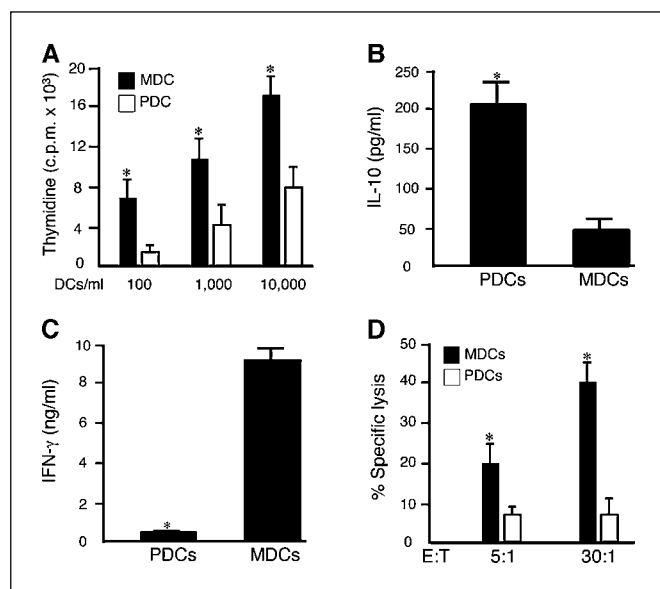 A
Thymidine (c.p.m. x 10³)
20
16
12
8
4
0
MDC
PDC
*
*
*
DCs/ml
100
1,000
10,000
B
IL-10 (pg/ml)
250
200
150
100
50
0
*
PDCs
MDCs
C
IFN-γ (ng/ml)
10
8
6
4
2
0
*
PDCs
MDCs
D
% Specific lysis
50
40
30
20
10
0
MDCs
PDCs
*
*
E:T
5:1
30:1